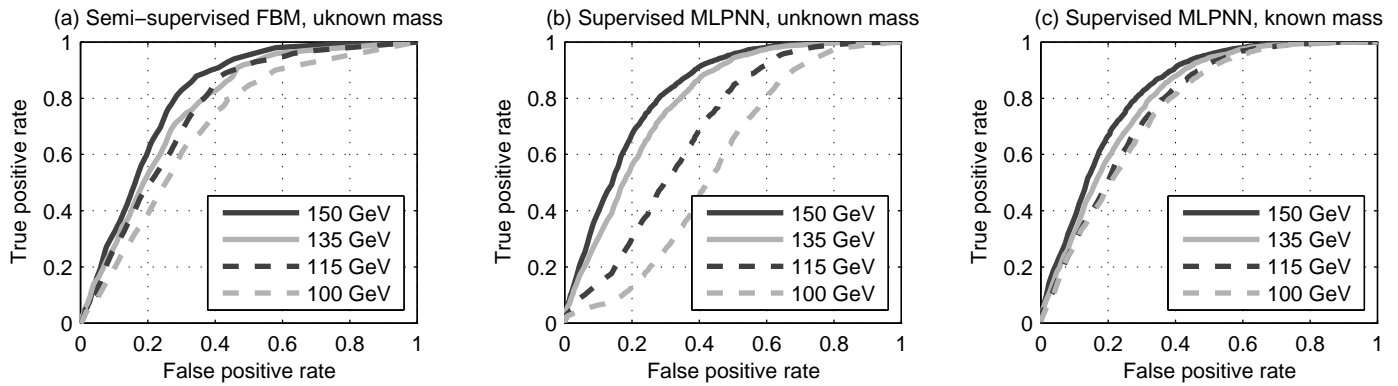 (a) Semi−supervised FBM, uknown mass
True positive rate
1
0.8
0.6
0.4
0.2
0
0 0.2 0.4 0.6 0.8 1
False positive rate
150 GeV
135 GeV
115 GeV
100 GeV
(b) Supervised MLPNN, unknown mass
True positive rate
1
0.8
0.6
0.4
0.2
0
0 0.2 0.4 0.6 0.8 1
False positive rate
150 GeV
135 GeV
115 GeV
100 GeV
(c) Supervised MLPNN, known mass
True positive rate
1
0.8
0.6
0.4
0.2
0
0 0.2 0.4 0.6 0.8 1
False positive rate
150 GeV
135 GeV
115 GeV
100 GeV